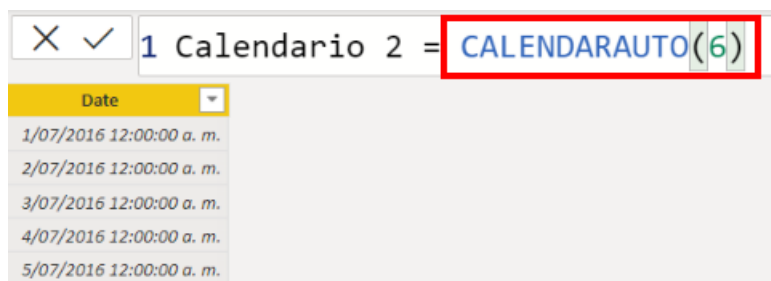 1 Calendario 2 = CALENDARAUTO(6)
Date
1/07/2016 12:00:00 a. m.
2/07/2016 12:00:00 a. m.
3/07/2016 12:00:00 a. m.
4/07/2016 12:00:00 a. m.
5/07/2016 12:00:00 a. m.